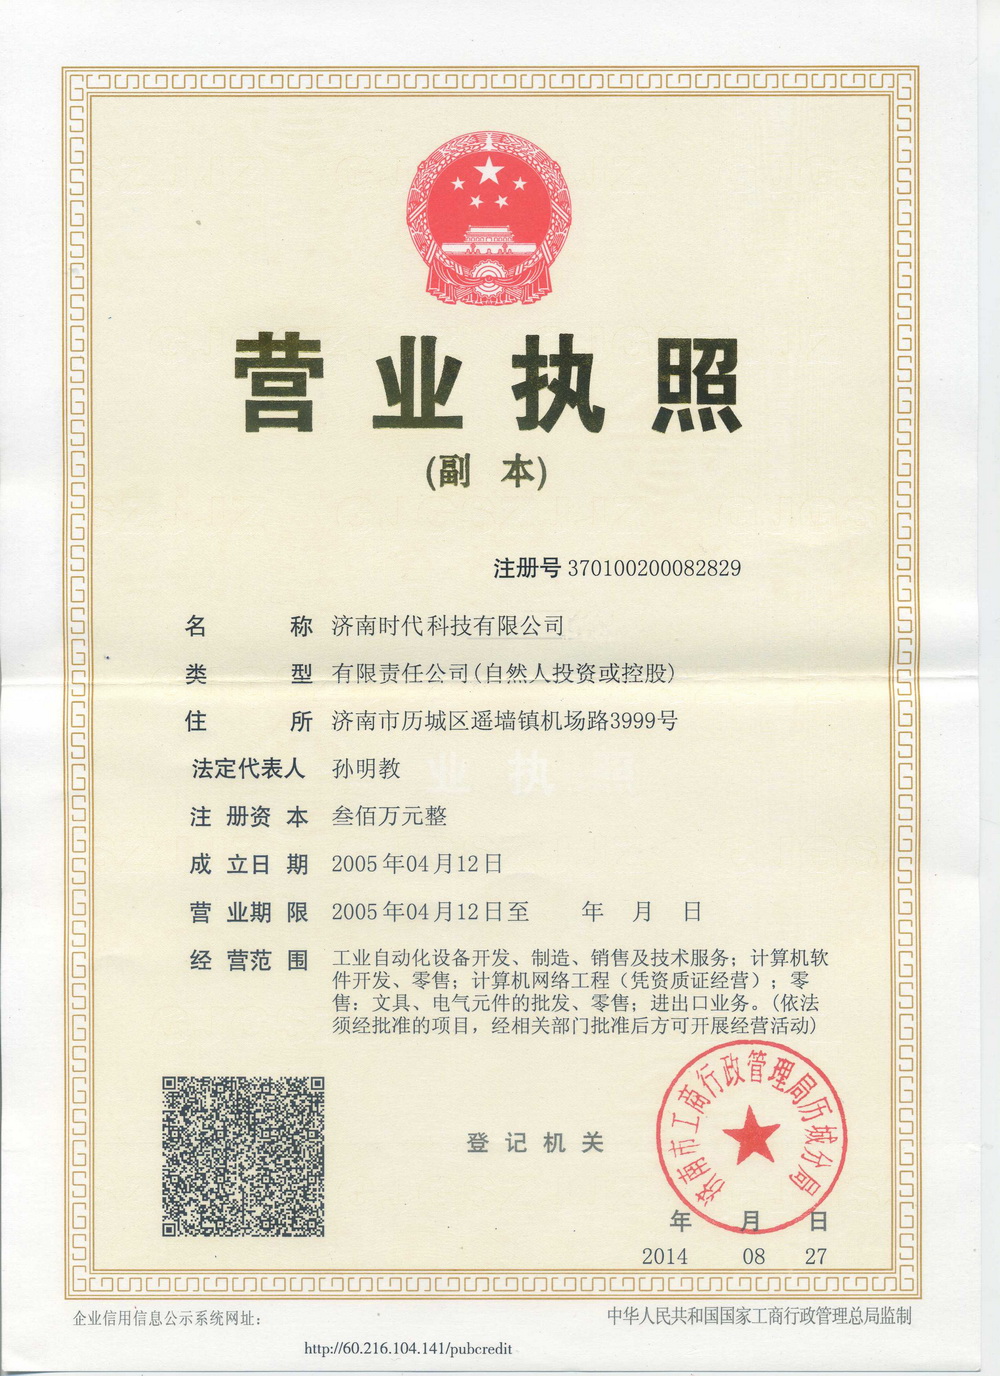 营业执照
(副 本)
注册号 370100200082829
名 称 济南时代科技有限公司
类 型 有限责任公司(自然人投资或控股)
住 所 济南市历城区遥墙镇机场路3999号
法定代表人 孙明教
注册资本 叁佰万元整
成立日期 2005年04月12日
营业期限 2005年04月12日至 年 月 日
经营范围 工业自动化设备开发、制造、销售及技术服务；计算机软
件开发、零售；计算机网络工程（凭资质证经营）；零
售：文具、电气元件的批发、零售；进出口业务。(依法
须经批准的项目，经相关部门批准后方可开展经营活动)
济南市工商行政管理局历城分局
登记机关
年 月 日
2014 08 27
企业信用信息公示系统网址：
中华人民共和国国家工商行政管理总局监制
http://60.216.104.141/pubcredit